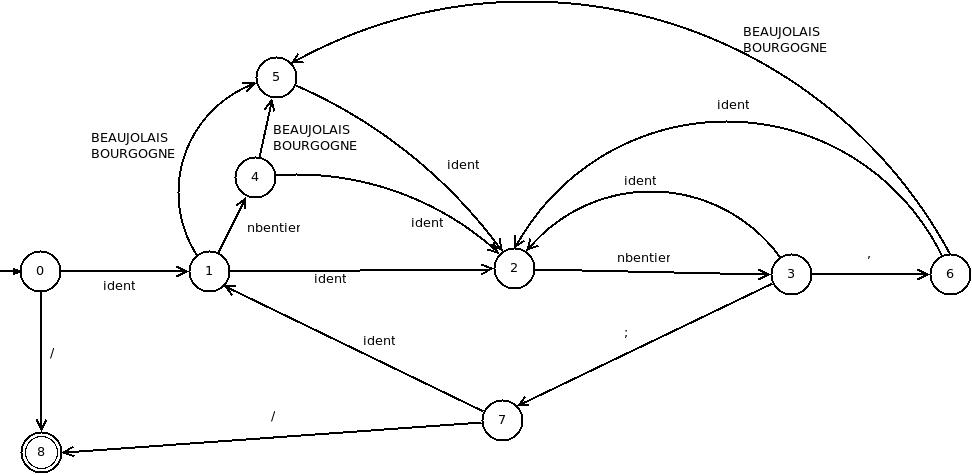 BEAUJOLAIS
BOURGOGNE
5
ident
BEAUJOLAIS
BOURGOGNE
BEAUJOLAIS
BOURGOGNE
ident
4
ident
ident
nbentier
0
ident
1
ident
2
nbentier
3
,
6
/
ident
;
7
/
8